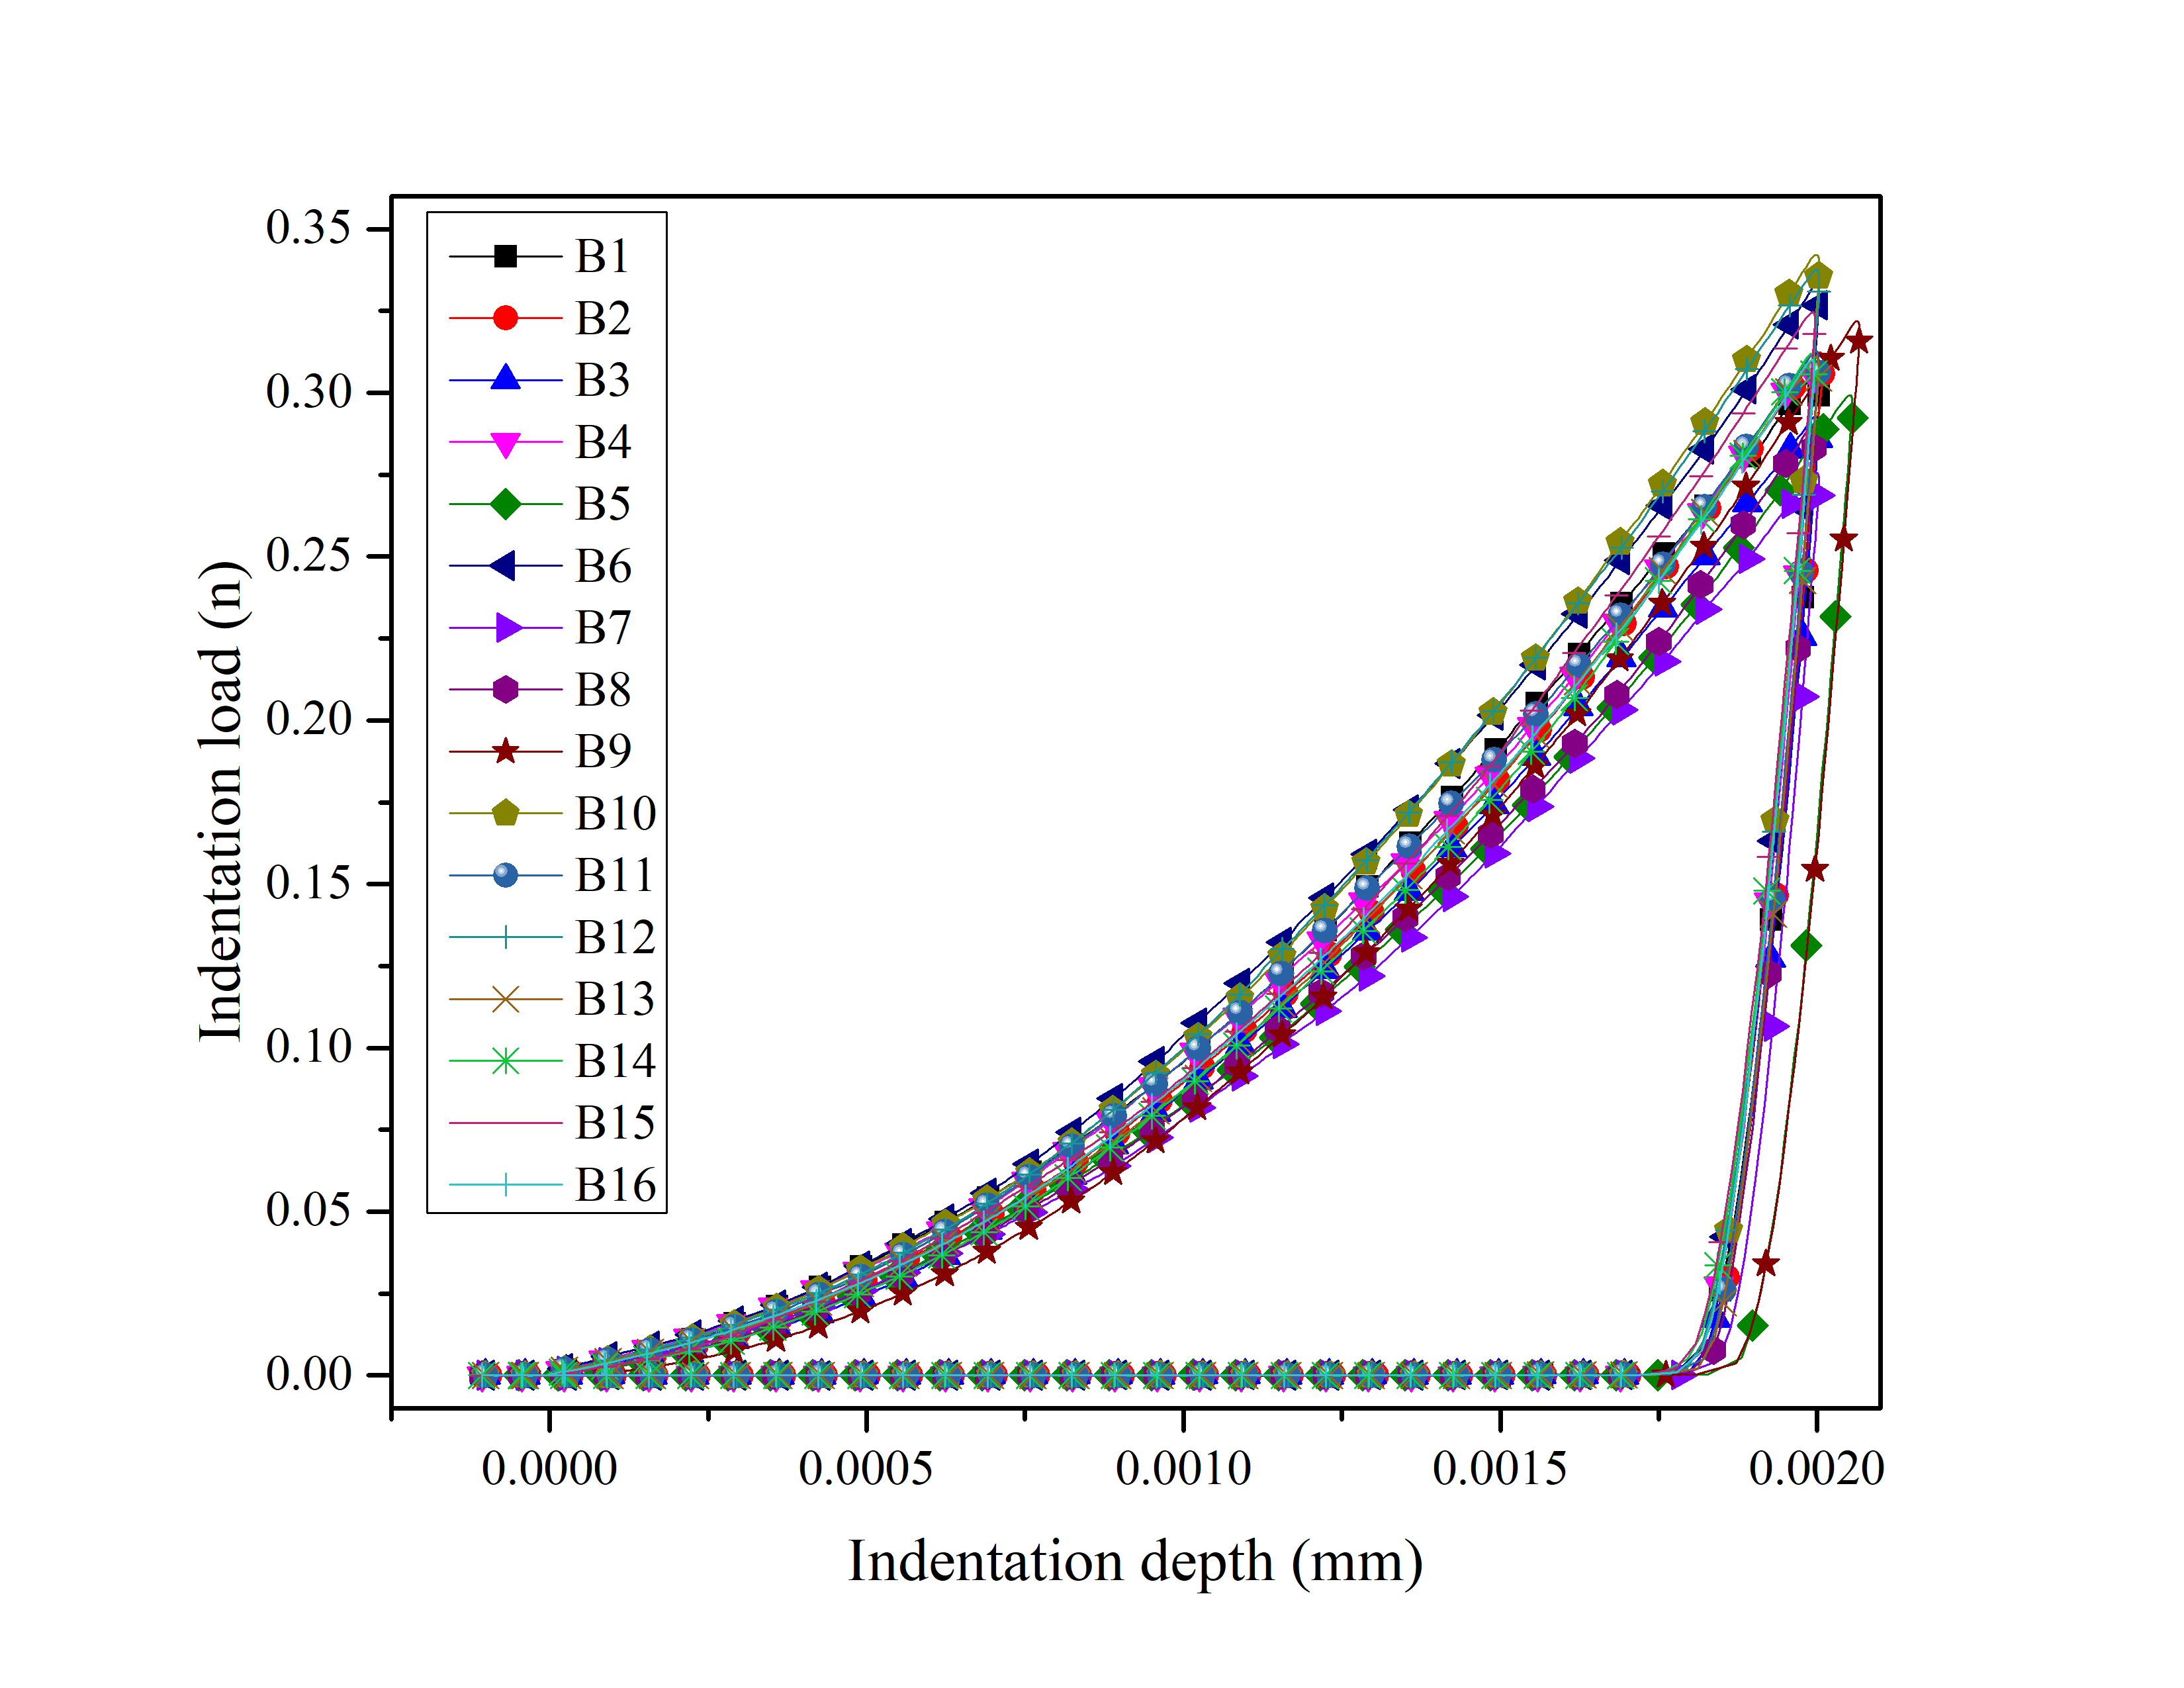 Indentation load (n)
0.35
0.30
0.25
0.20
0.15
0.10
0.05
0.00
B1
B2
B3
B4
B5
B6
B7
B8
B9
B10
B11
B12
B13
B14
B15
B16
0.0000 0.0005 0.0010 0.0015 0.0020
Indentation depth (mm)